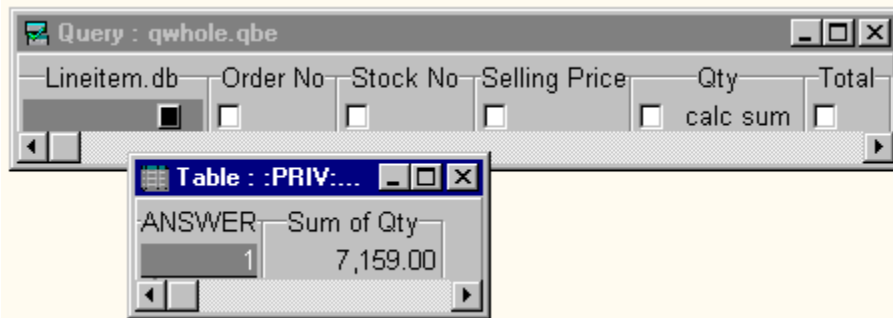 Query : qwhole.qbe
Lineitem.db Order No Stock No Selling Price Qty Total
calc sum
Table : :PRIV:...
ANSWER Sum of Qty
1 7,159.00